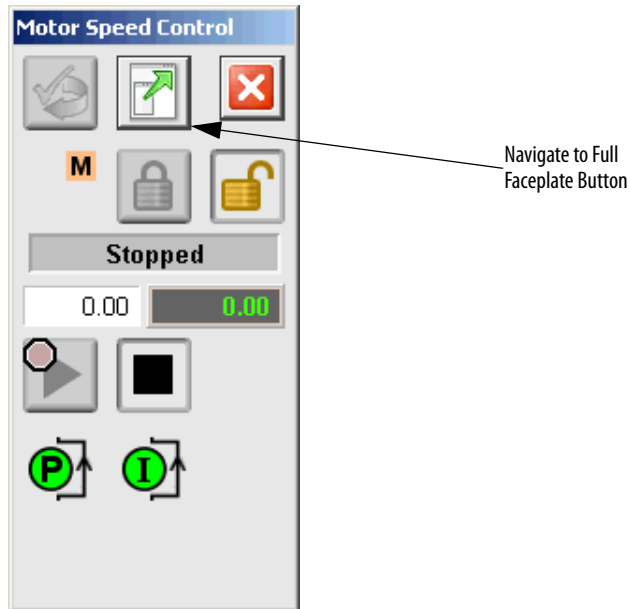 Motor Speed Control
Navigate to Full
Faceplate Button
M
Stopped
0.00 0.00
P I